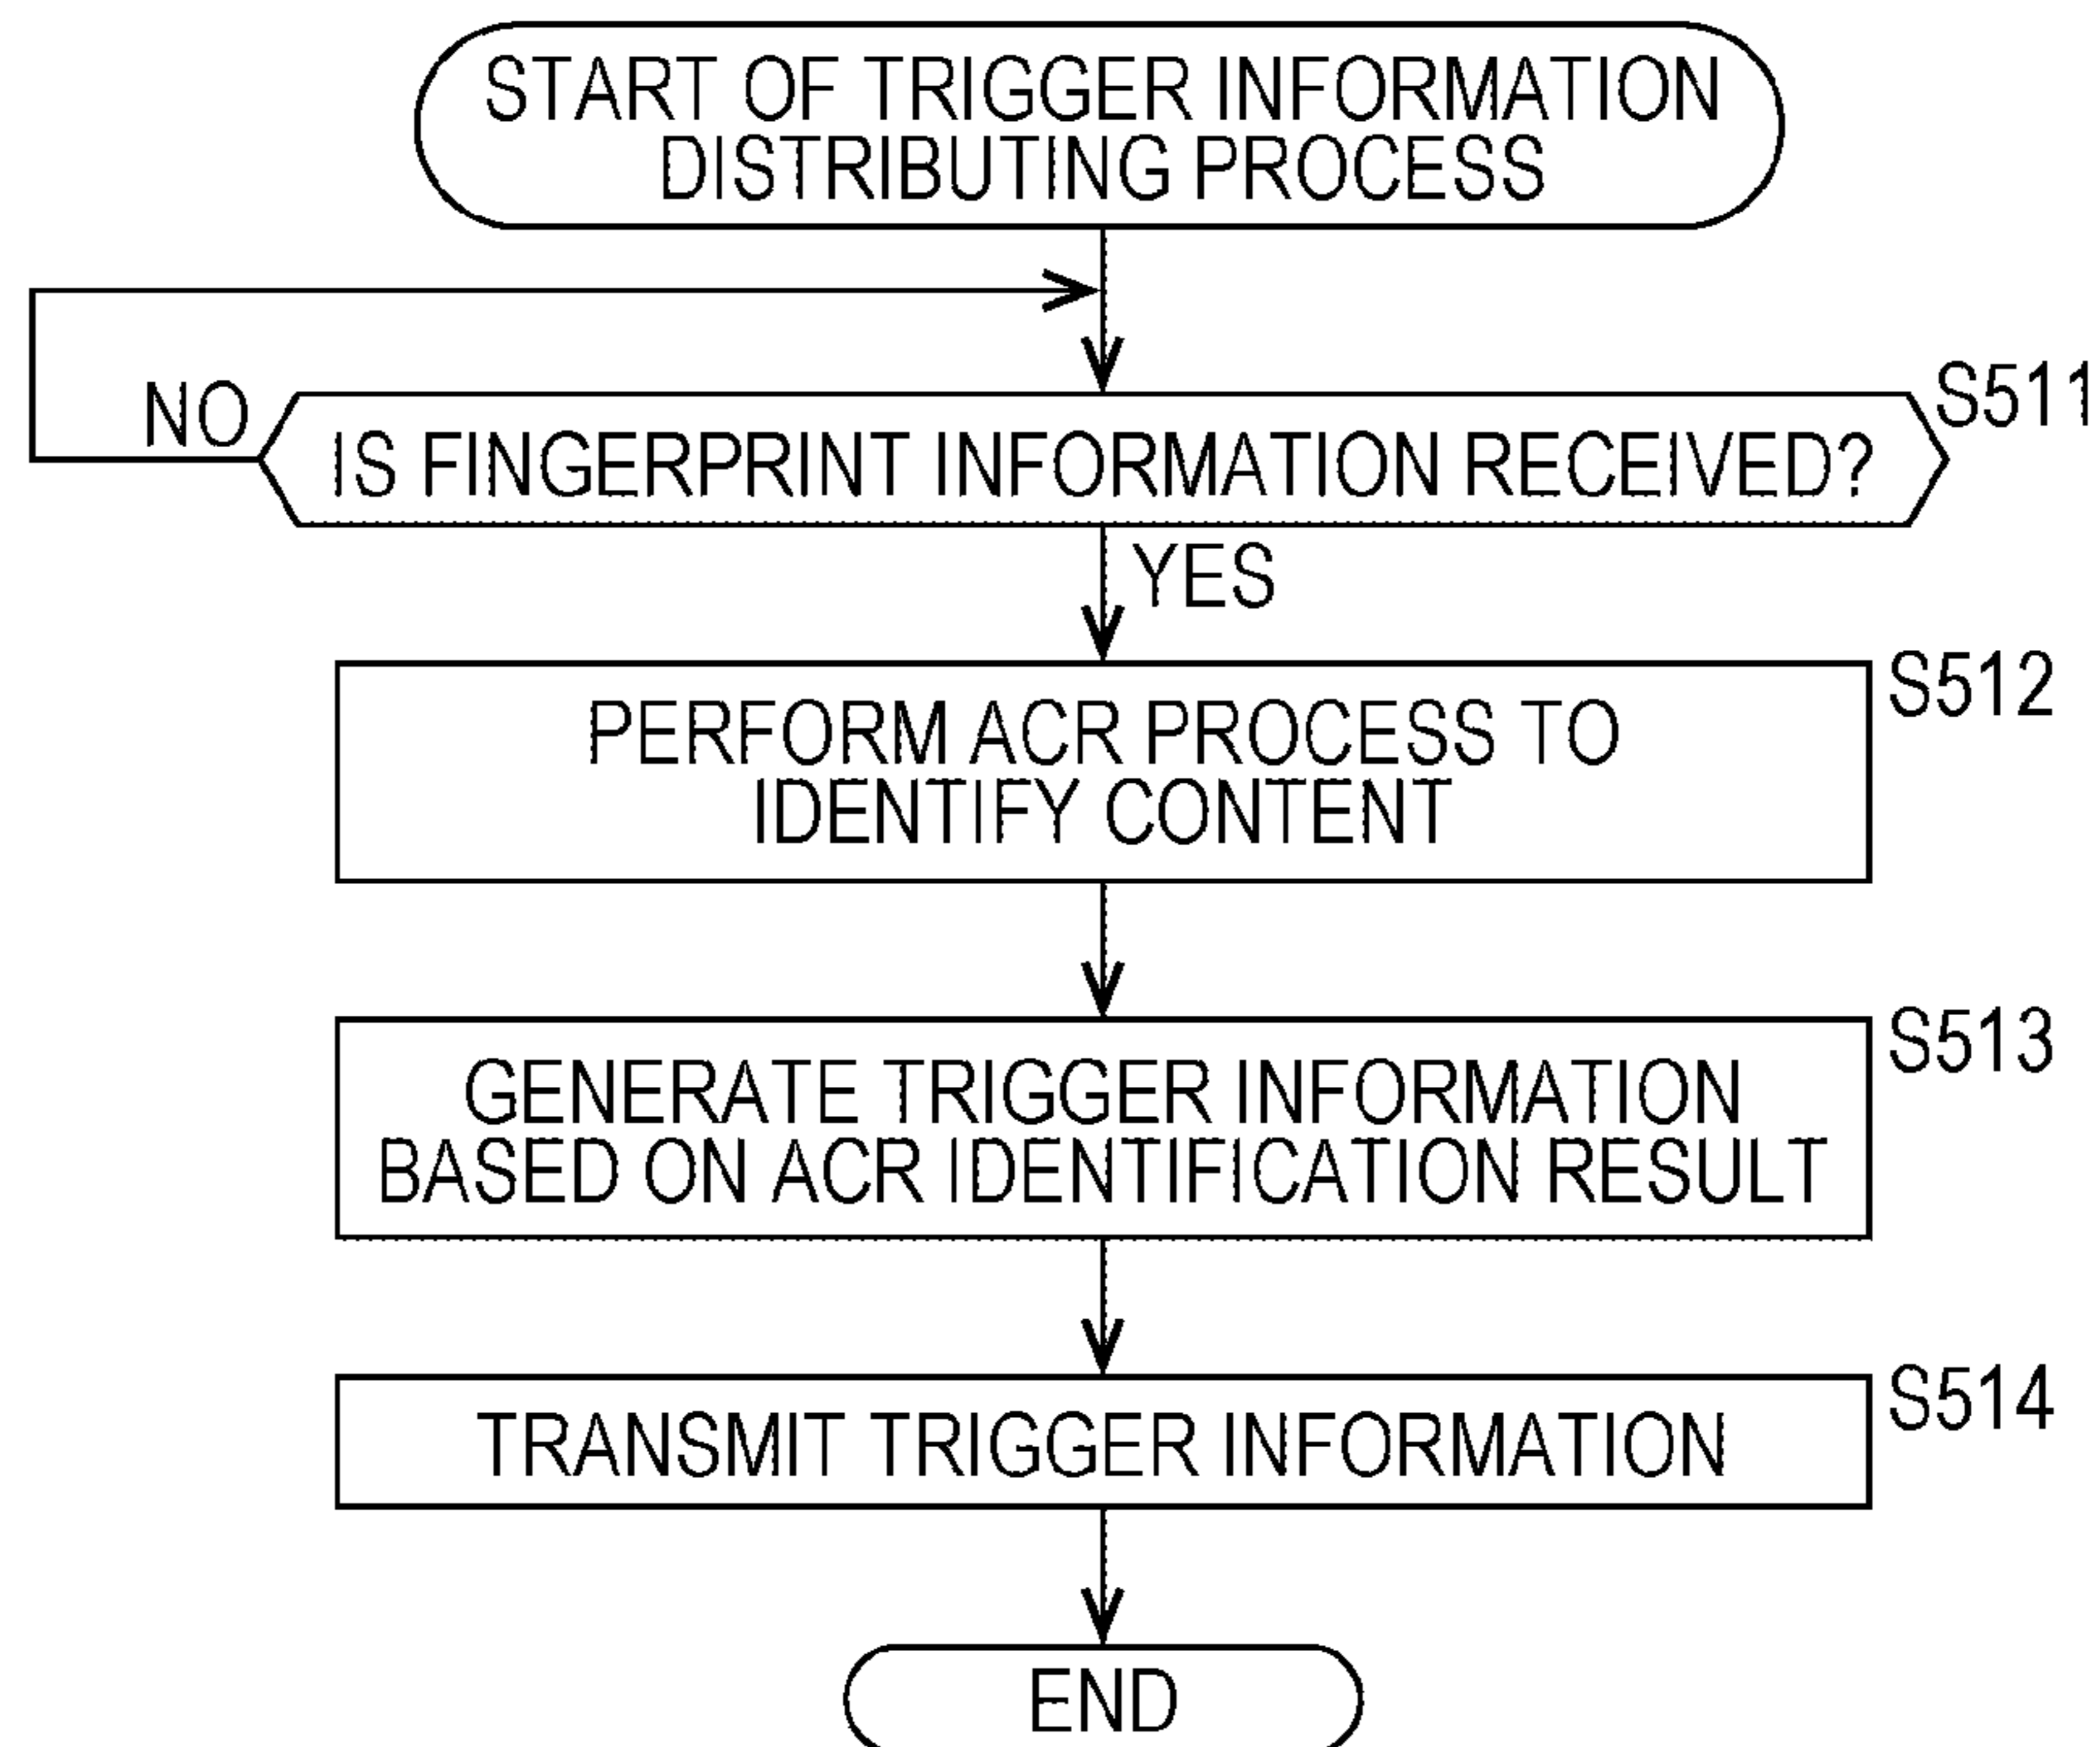 START OF TRIGGER INFORMATION
DISTRIBUTING PROCESS
S511
NO
IS FINGERPRINT INFORMATION RECEIVED?
YES
S512
PERFORM ACR PROCESS TO
IDENTIFY CONTENT
S513
GENERATE TRIGGER INFORMATION
BASED ON ACR IDENTIFICATION RESULT
S514
TRANSMIT TRIGGER INFORMATION
END